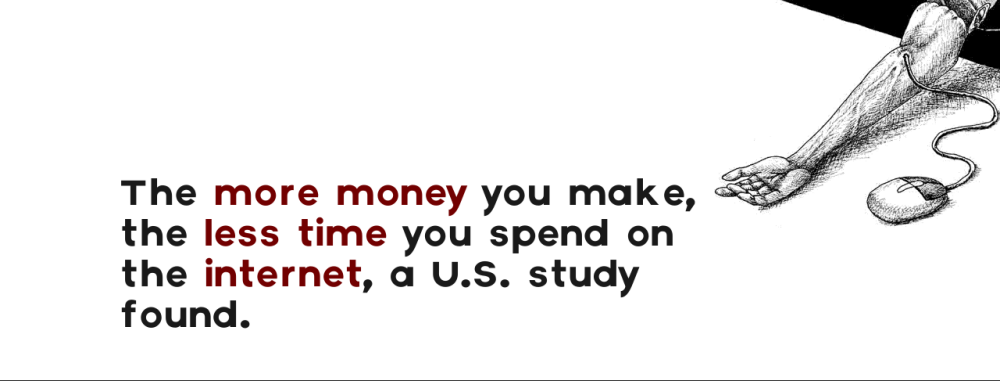 The more money you make,
the less time you spend on
the internet, a U.S. study
found.